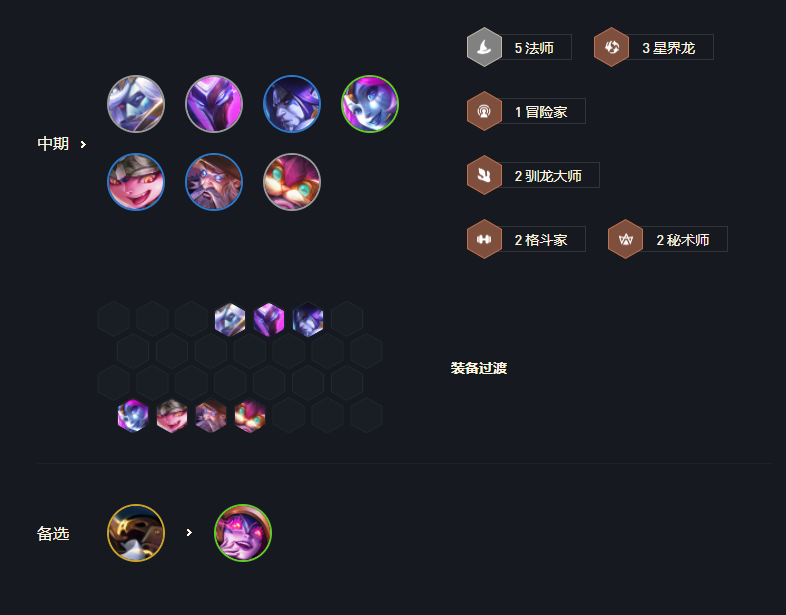 5 法师
3 星界龙
1 冒险家
中期
2 驯龙大师
2 格斗家
2 秘术师
装备过渡
备选